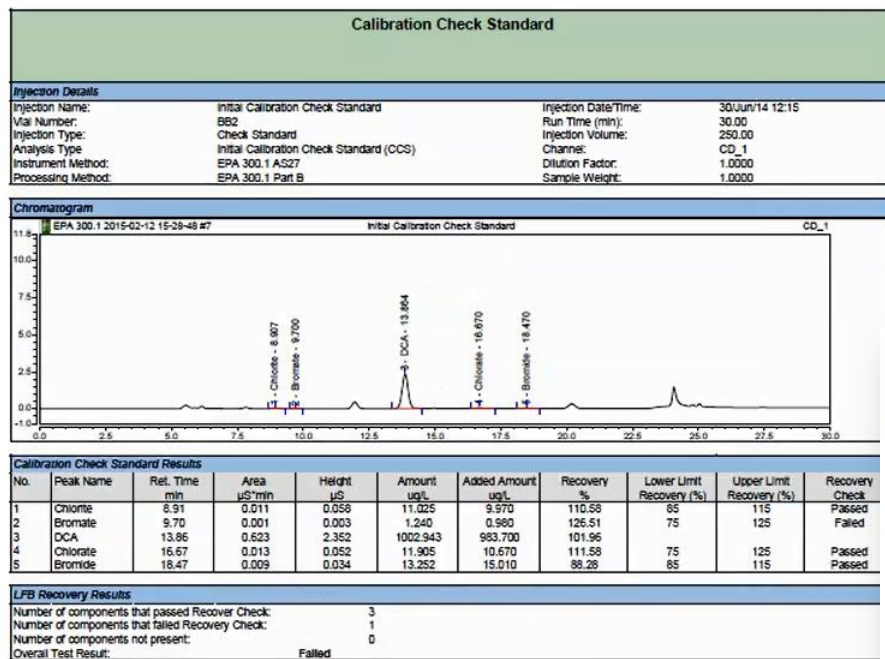 Calibration Check Standard
Injection Details
Injection Name: Initial Calibration Check Standard Injection Date/Time: 30/Jun/14 12:15
Vial Number: BB2 Run Time (min): 30.00
Injection Type: Check Standard Injection Volume: 250.00
Analysis Type Initial Calibration Check Standard (CCS) Channel: CD_1
Instrument Method: EPA 300.1 AS27 Dilution Factor: 1.0000
Processing Method: EPA 300.1 Part B Sample Weight: 1.0000
Chromatogram
EPA 300.1 2015-02-12 15-28-48 #7 Initial Calibration Check Standard CD_1
11.8
10.0
7.5
5.0
2.5
0.0
-1.0
1 - Chlorite - 8.907
2 - Bromate - 9.700
3 - DCA - 13.864
4 - Chlorate - 16.670
5 - Bromide - 18.470
0.0 2.5 5.0 7.5 10.0 12.5 15.0 17.5 20.0 22.5 25.0 27.5 30.0
Calibration Check Standard Results
No. Peak Name Ret. Time Area Height Amount Added Amount Recovery Lower Limit Upper Limit Recovery
min µS*min µS ug/L ug/L % Recovery (%) Recovery (%) Check
1 Chlorite 8.91 0.011 0.058 11.025 9.970 110.58 85 115 Passed
2 Bromate 9.70 0.001 0.003 1.240 0.980 126.51 75 125 Failed
3 DCA 13.86 0.623 2.352 1002.943 983.700 101.96
4 Chlorate 16.67 0.013 0.052 11.905 10.670 111.58 75 125 Passed
5 Bromide 18.47 0.009 0.034 13.252 15.010 88.28 85 115 Passed
LFB Recovery Results
Number of components that passed Recover Check: 3
Number of components that failed Recovery Check: 1
Number of components not present: 0
Overall Test Result: Failed